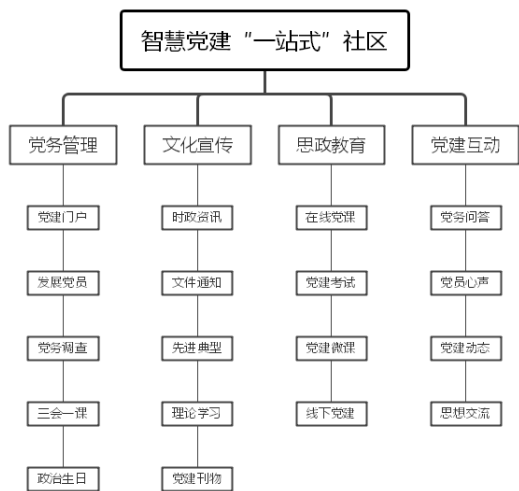 智慧党建“一站式”社区
党务管理
文化宣传
思政教育
党建互动
党建门户
时政资讯
在线党课
党务问答
发展党员
文件通知
党建考试
党员心声
党务调查
先进典型
党建微课
党建动态
三会一课
理论学习
线下党建
思想交流
政治生日
党建刊物